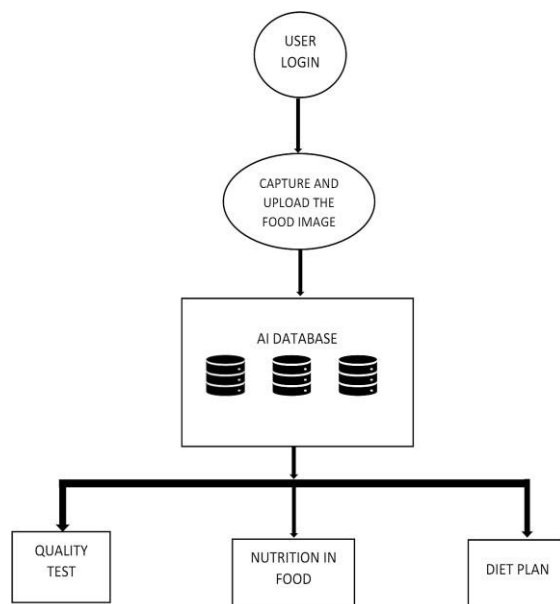 USER
LOGIN
CAPTURE AND
UPLOAD THE
FOOD IMAGE
AI DATABASE
QUALITY
TEST
NUTRITION IN
FOOD
DIET PLAN